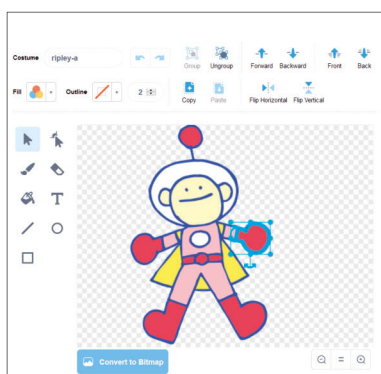 Costume ripley-a Group Ungroup Forward Backward Front Back
Fill Outline 2 Copy Paste Flip Horizontal Flip Vertical
T
Convert to Bitmap